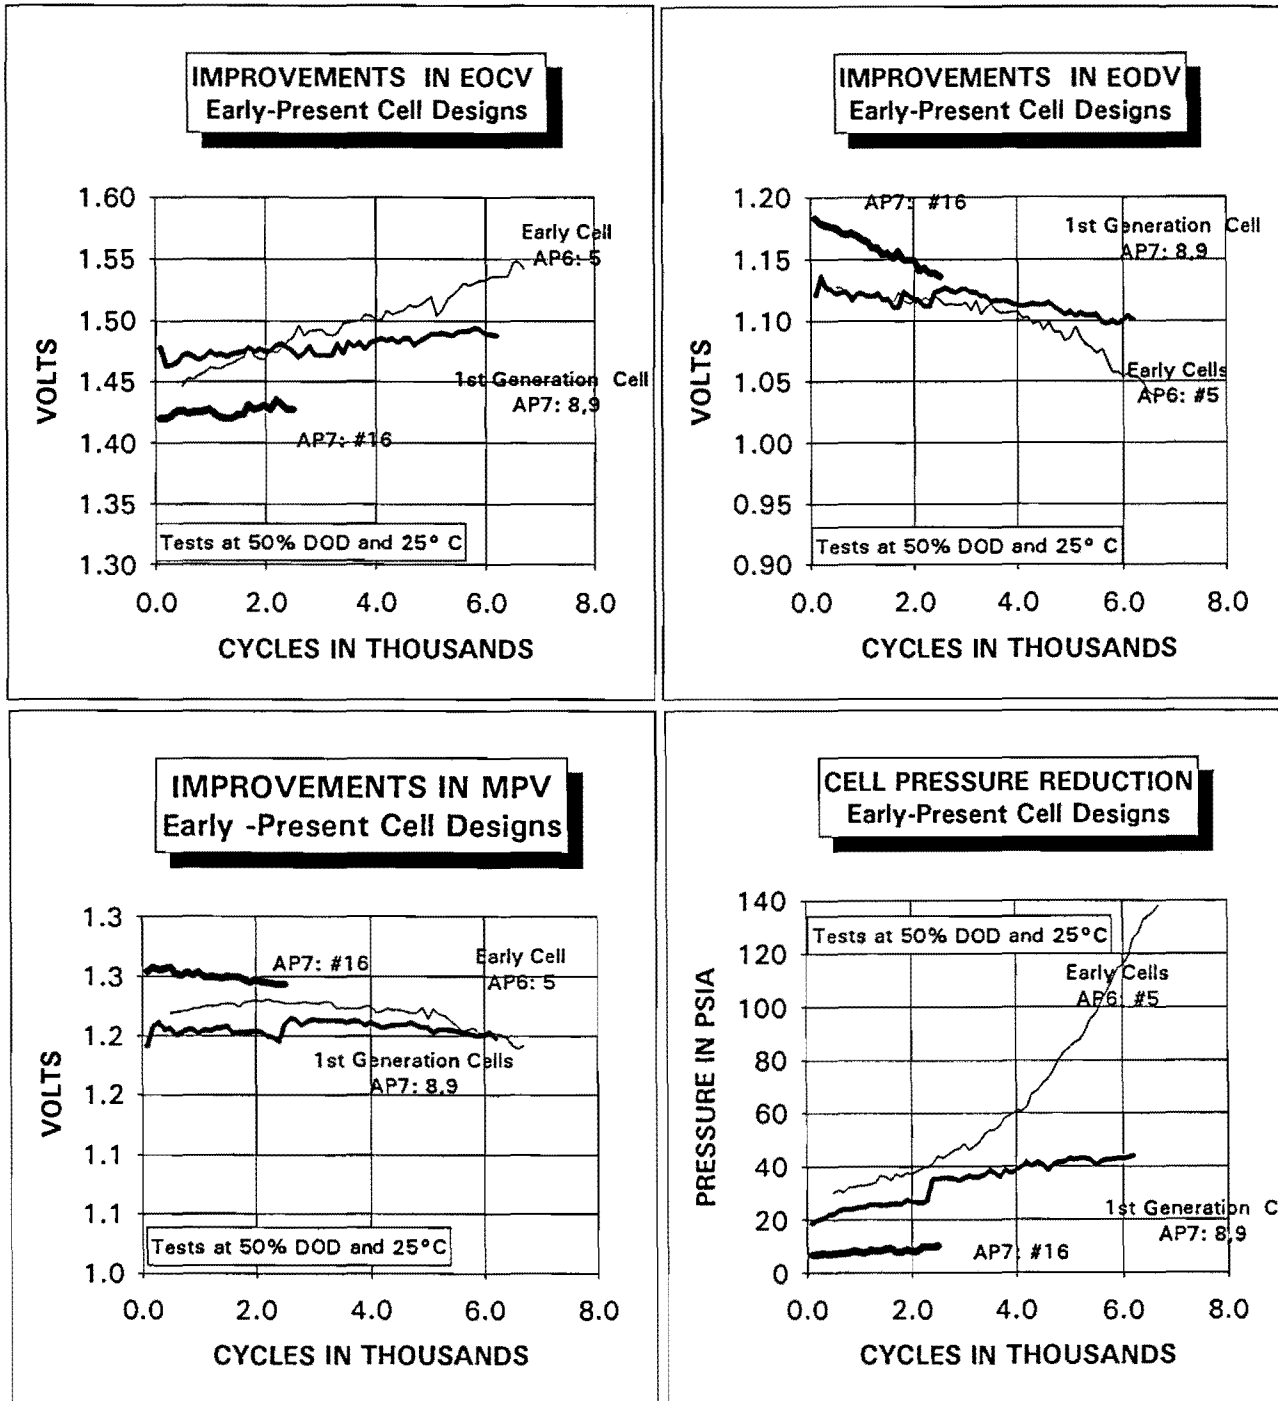 IMPROVEMENTS IN EOCV
Early-Present Cell Designs
1.60
1.55
1.50
1.45
1.40
1.35
1.30
VOLTS
Early Cell
AP6: 5
1st Generation Cell
AP7: 8,9
AP7: #16
Tests at 50% DOD and 25° C
0.0 2.0 4.0 6.0 8.0
CYCLES IN THOUSANDS
IMPROVEMENTS IN EODV
Early-Present Cell Designs
1.20
1.15
1.10
1.05
1.00
0.95
0.90
VOLTS
AP7: #16
1st Generation Cell
AP7: 8,9
Early Cells
AP6: #5
Tests at 50% DOD and 25° C
0.0 2.0 4.0 6.0 8.0
CYCLES IN THOUSANDS
IMPROVEMENTS IN MPV
Early -Present Cell Designs
1.3
1.3
1.2
1.2
1.1
1.1
1.0
VOLTS
AP7: #16
Early Cell
AP6: 5
1st Generation Cells
AP7: 8,9
Tests at 50% DOD and 25°C
0.0 2.0 4.0 6.0 8.0
CYCLES IN THOUSANDS
CELL PRESSURE REDUCTION
Early-Present Cell Designs
140
120
100
80
60
40
20
0
PRESSURE IN PSIA
Tests at 50% DOD and 25°C
Early Cells
AP6: #5
1st Generation C
AP7: 8,9
AP7: #16
0.0 2.0 4.0 6.0 8.0
CYCLES IN THOUSANDS